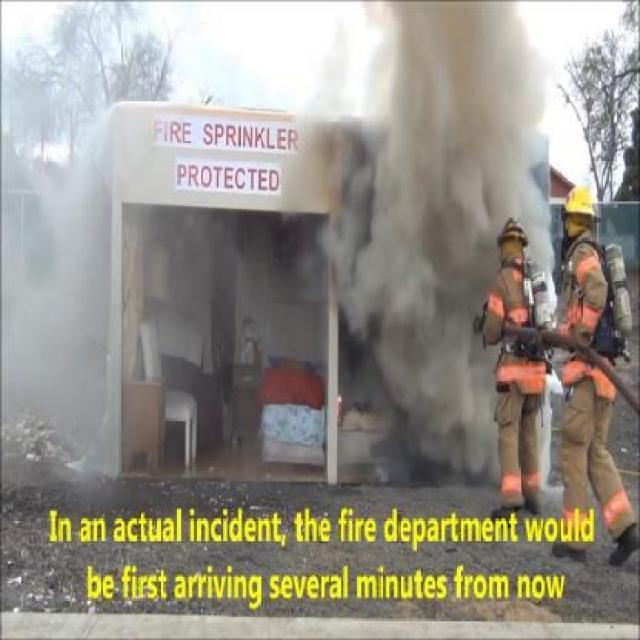 FIRE SPRINKLER
PROTECTED
In an actual incident, the fire department would
be first arriving several minutes from now